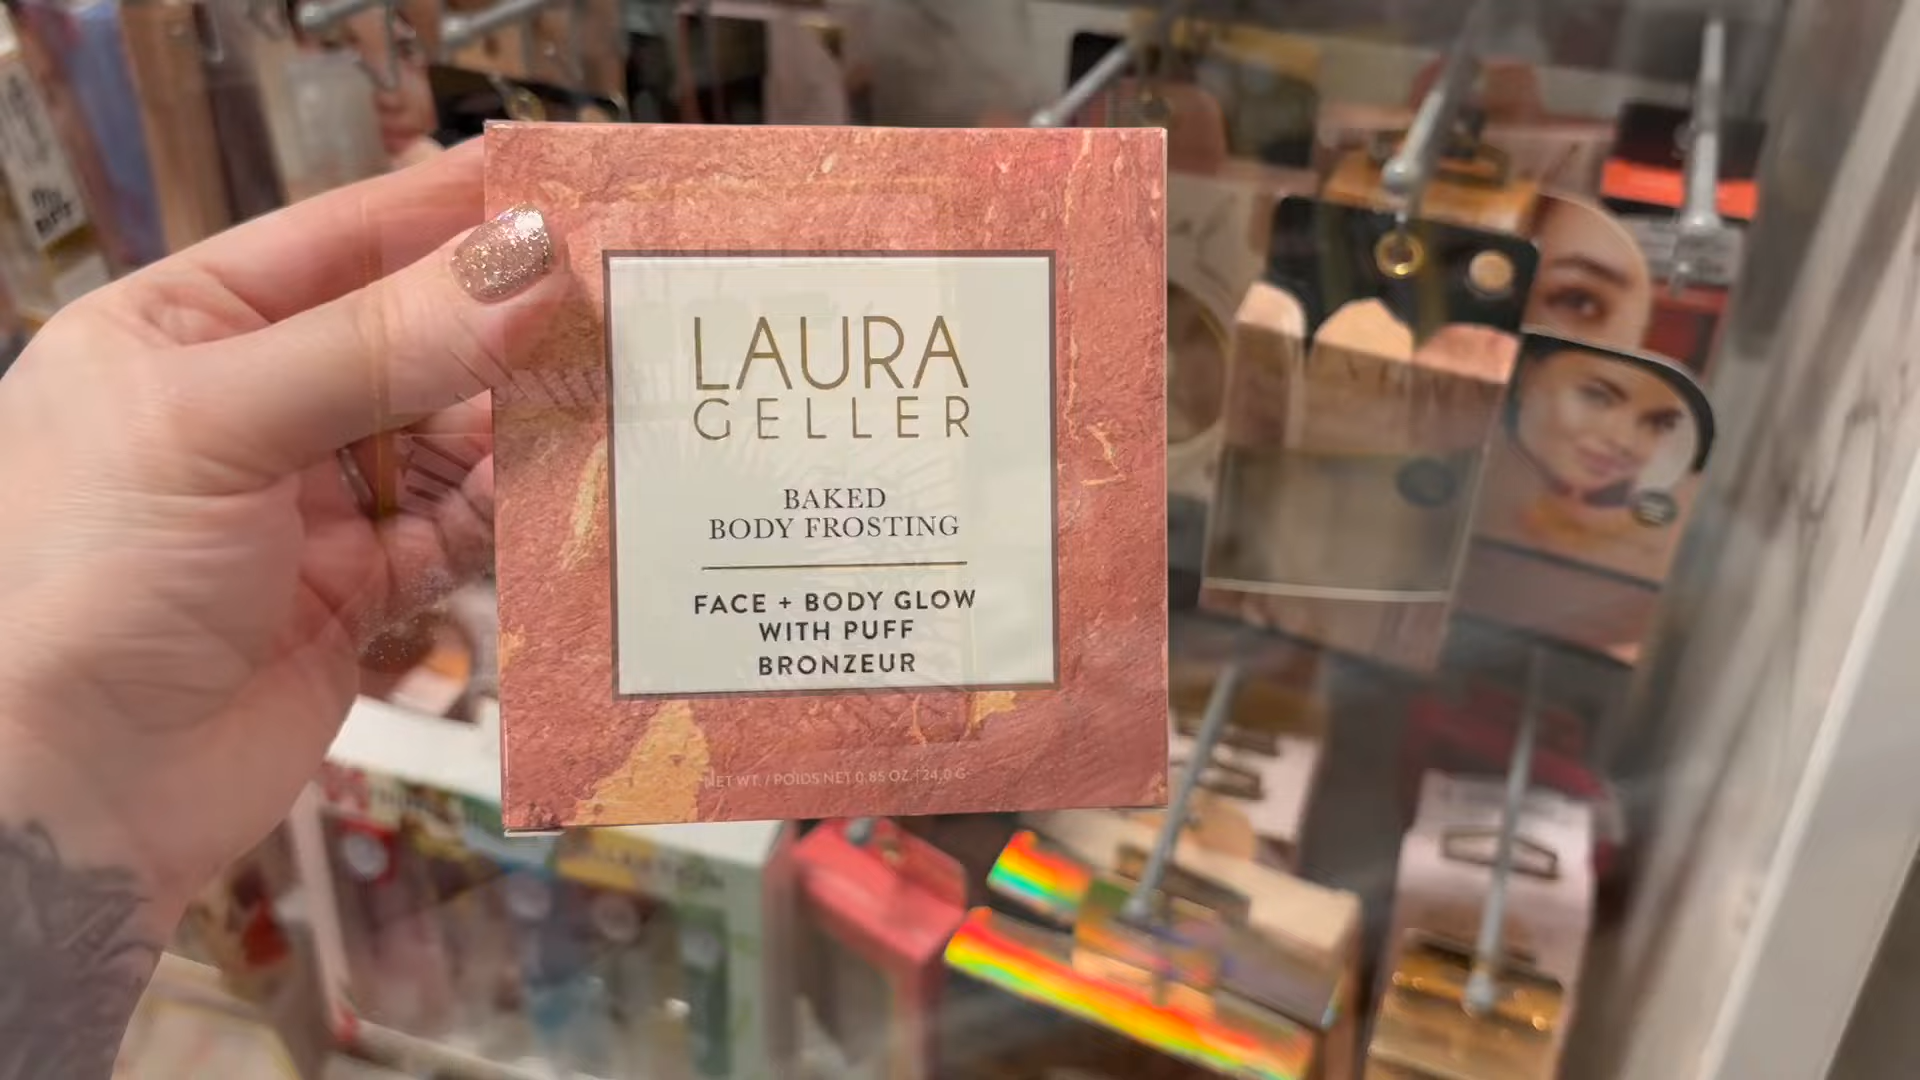 LAURA
GELLER
BAKED
BODY FROSTING
FACE + BODY GLOW
WITH PUFF
BRONZEUR
NET WT. / POIDS NET 0.85 OZ. | 24,0 G